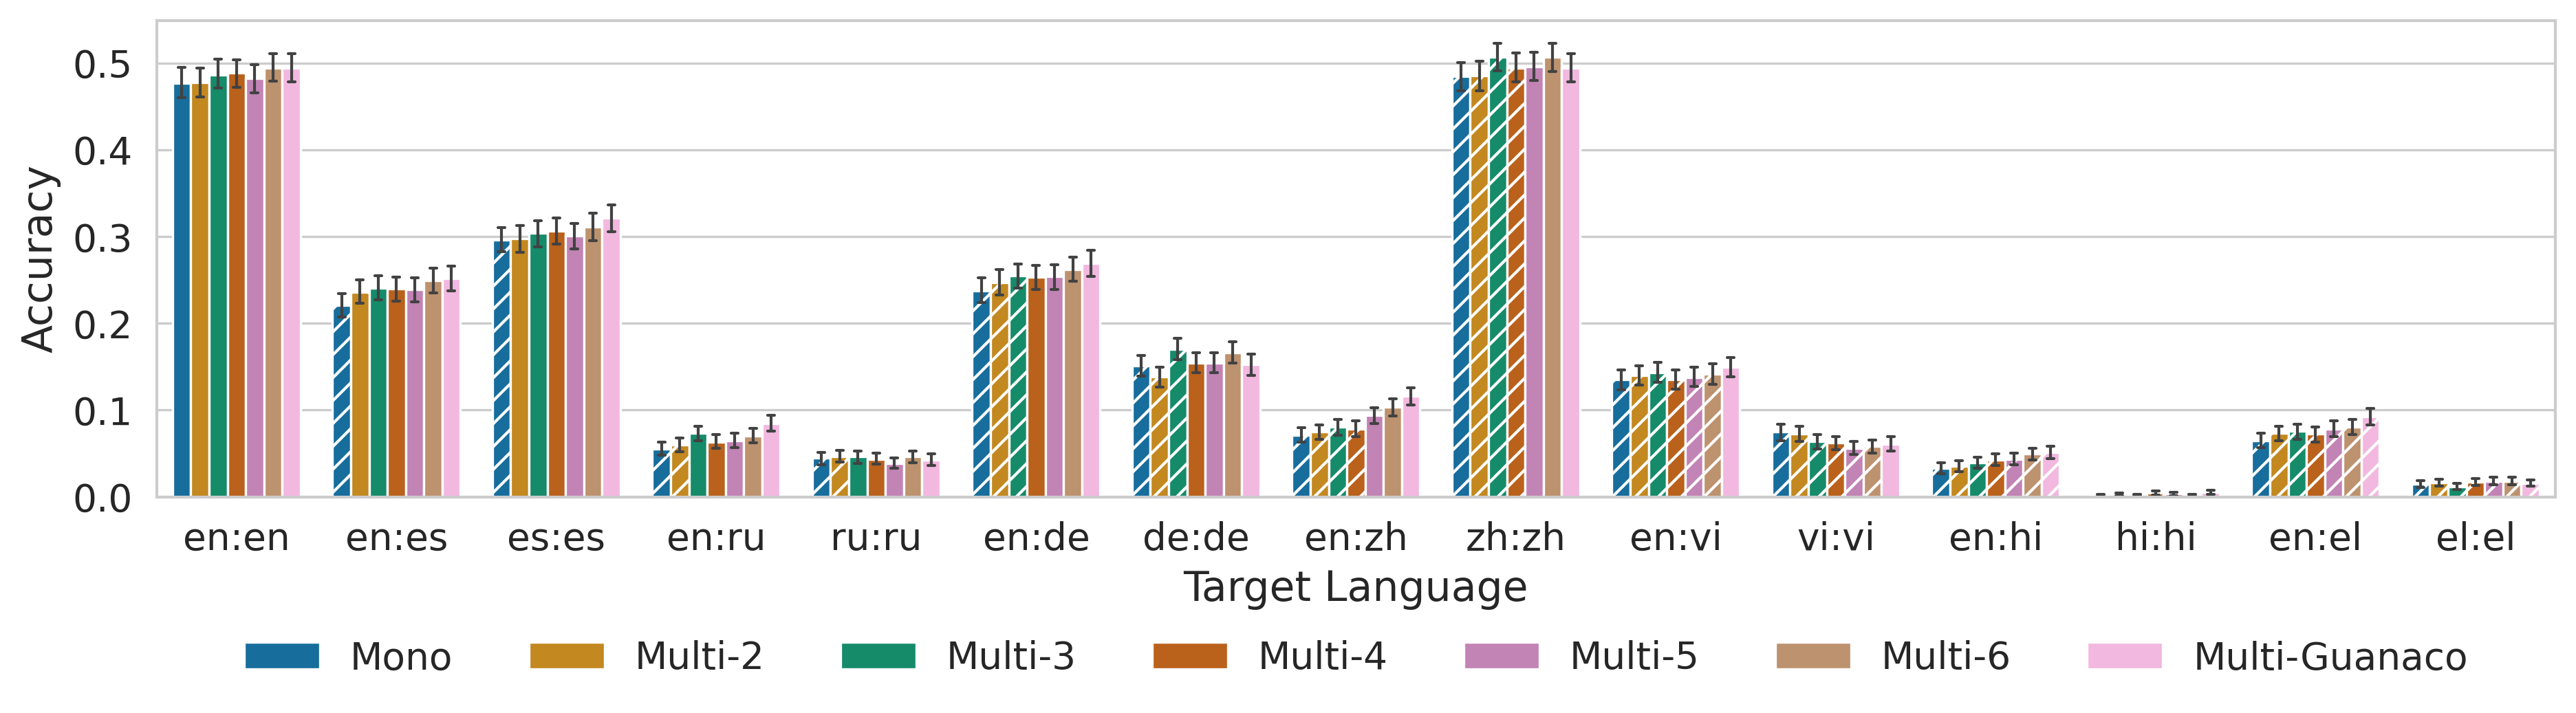 Accuracy
0.5
0.4
0.3
0.2
0.1
0.0
en:en en:es es:es en:ru ru:ru en:de de:de en:zh zh:zh en:vi vi:vi en:hi hi:hi en:el el:el
Target Language
Mono Multi-2 Multi-3 Multi-4 Multi-5 Multi-6 Multi-Guanaco